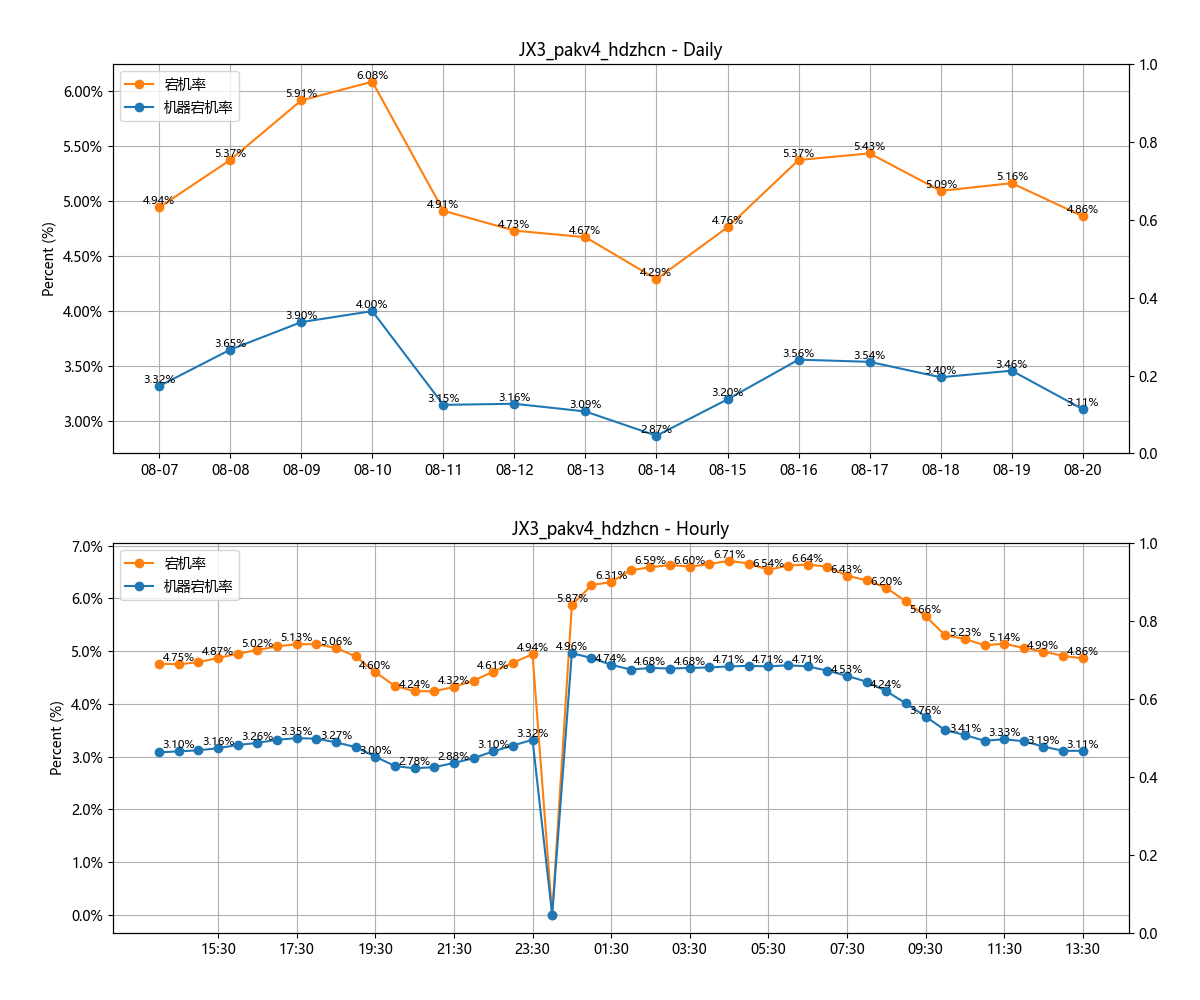 JX3_pakv4_hdzhcn - Daily
宕机率
机器宕机率
Percent (%)
6.00%
5.50%
5.00%
4.50%
4.00%
3.50%
3.00%
1.0
0.8
0.6
0.4
0.2
0.0
4.94% 5.37% 5.91% 6.08% 4.91% 4.73% 4.67% 4.29% 4.76% 5.37% 5.43% 5.09% 5.16% 4.86%
3.32% 3.65% 3.90% 4.00% 3.15% 3.16% 3.09% 2.87% 3.20% 3.56% 3.54% 3.40% 3.46% 3.11%
08-07 08-08 08-09 08-10 08-11 08-12 08-13 08-14 08-15 08-16 08-17 08-18 08-19 08-20
JX3_pakv4_hdzhcn - Hourly
宕机率
机器宕机率
Percent (%)
7.0%
6.0%
5.0%
4.0%
3.0%
2.0%
1.0%
0.0%
1.0
0.8
0.6
0.4
0.2
0.0
4.75% 4.87% 5.02% 5.13% 5.06% 4.60% 4.24% 4.32% 4.61% 4.94% 5.87% 6.31% 6.59% 6.60% 6.71% 6.54% 6.64% 6.43% 6.20% 5.66% 5.23% 5.14% 4.99% 4.86%
3.10% 3.16% 3.26% 3.35% 3.27% 3.00% 2.78% 2.88% 3.10% 3.32% 4.96% 4.74% 4.68% 4.68% 4.71% 4.71% 4.71% 4.53% 4.24% 3.76% 3.41% 3.33% 3.19% 3.11%
15:30 17:30 19:30 21:30 23:30 01:30 03:30 05:30 07:30 09:30 11:30 13:30